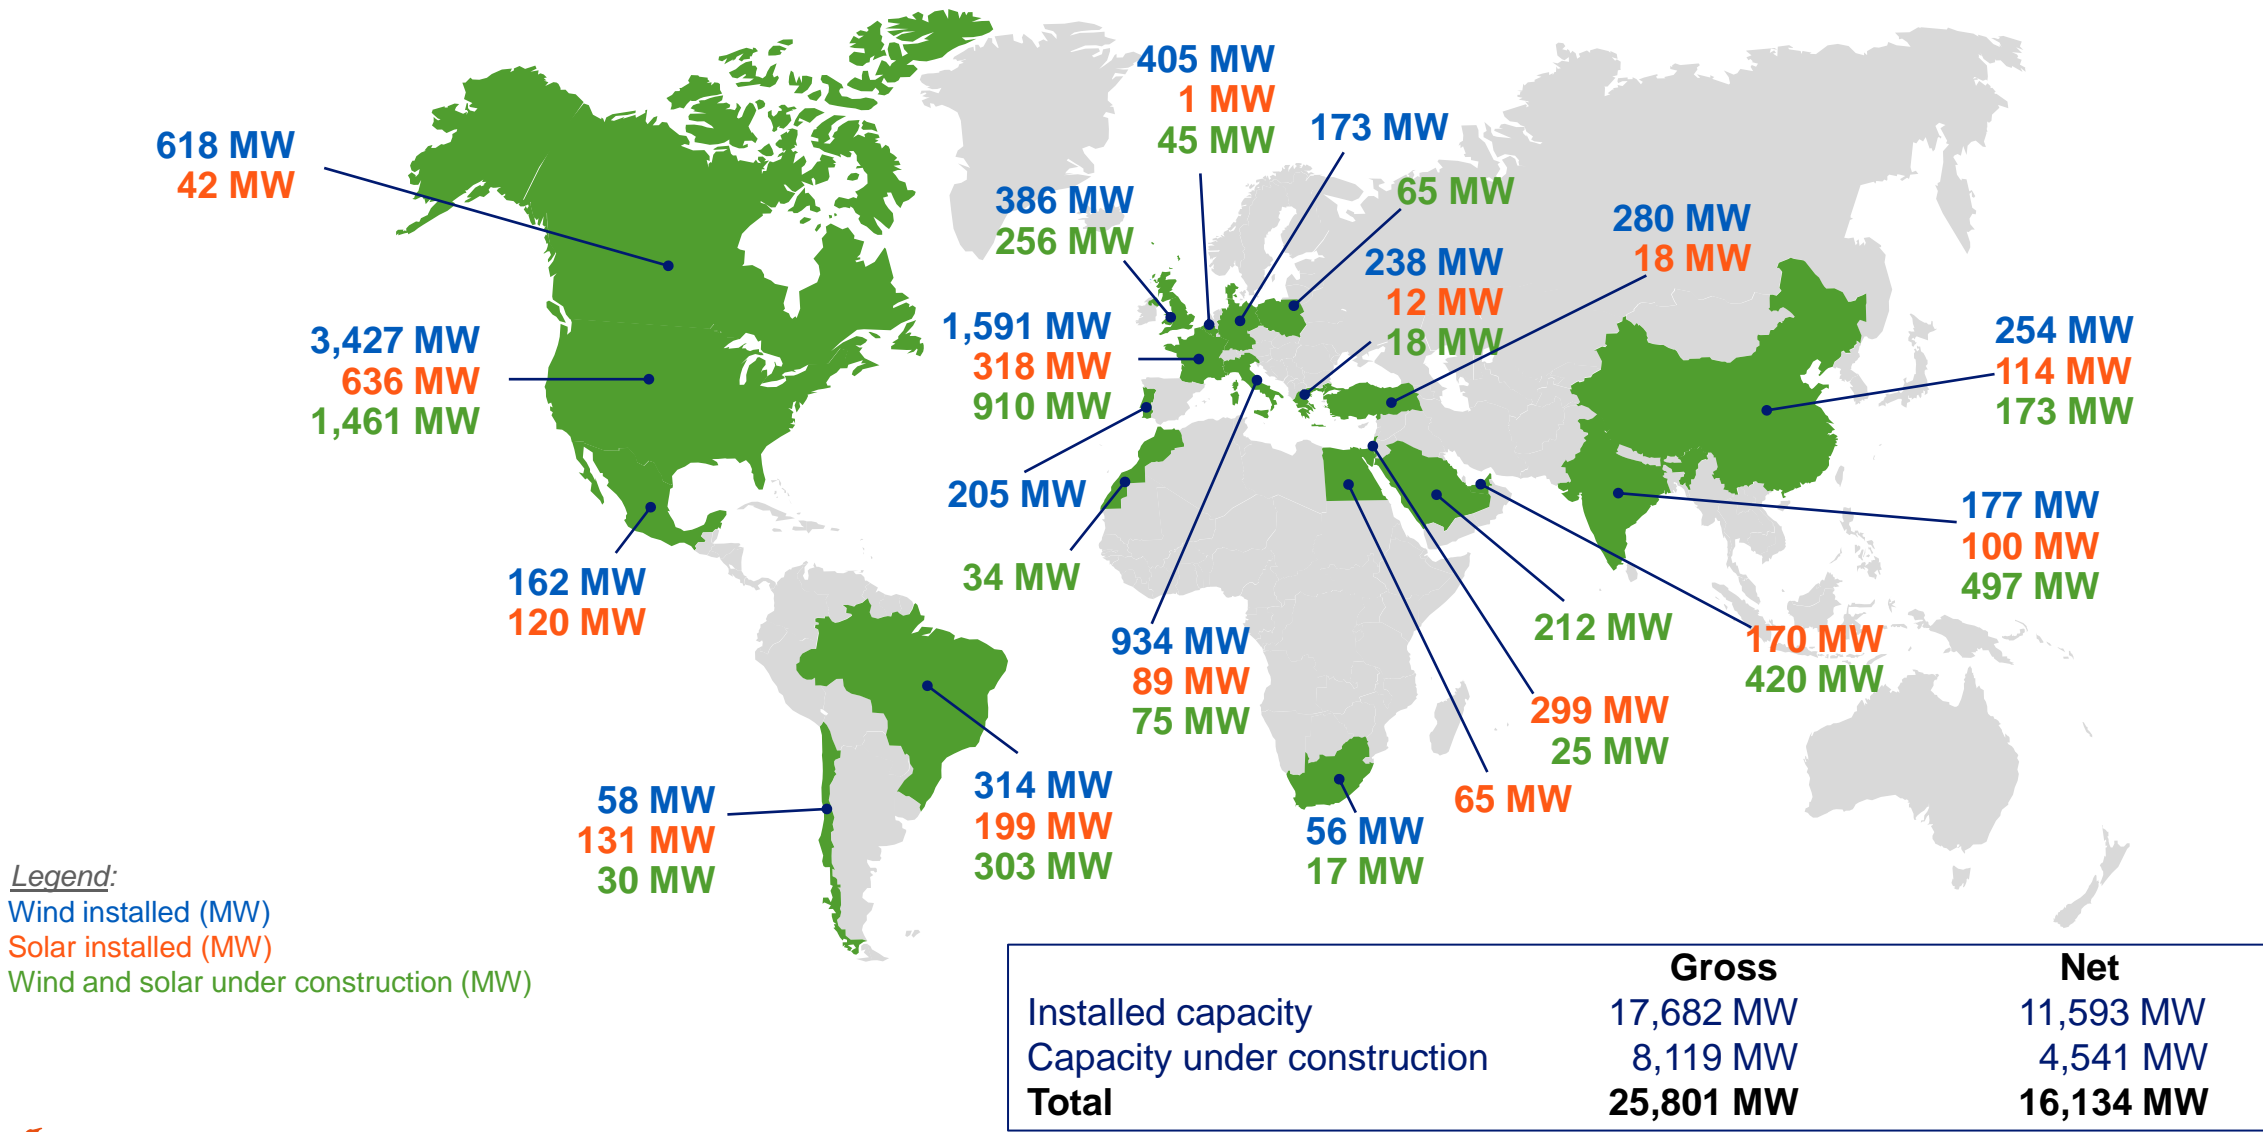 405 MW
1 MW
45 MW
173 MW
618 MW
42 MW
386 MW
256 MW
65 MW
280 MW
18 MW
238 MW
12 MW
18 MW
3,427 MW
636 MW
1,461 MW
1,591 MW
318 MW
910 MW
254 MW
114 MW
173 MW
205 MW
177 MW
100 MW
497 MW
34 MW
162 MW
120 MW
934 MW
89 MW
75 MW
212 MW
170 MW
420 MW
299 MW
25 MW
65 MW
58 MW
131 MW
30 MW
314 MW
199 MW
303 MW
56 MW
17 MW
Legend:
Wind installed (MW)
Solar installed (MW)
Wind and solar under construction (MW)
Gross Net
Installed capacity 17,682 MW 11,593 MW
Capacity under construction 8,119 MW 4,541 MW
Total 25,801 MW 16,134 MW